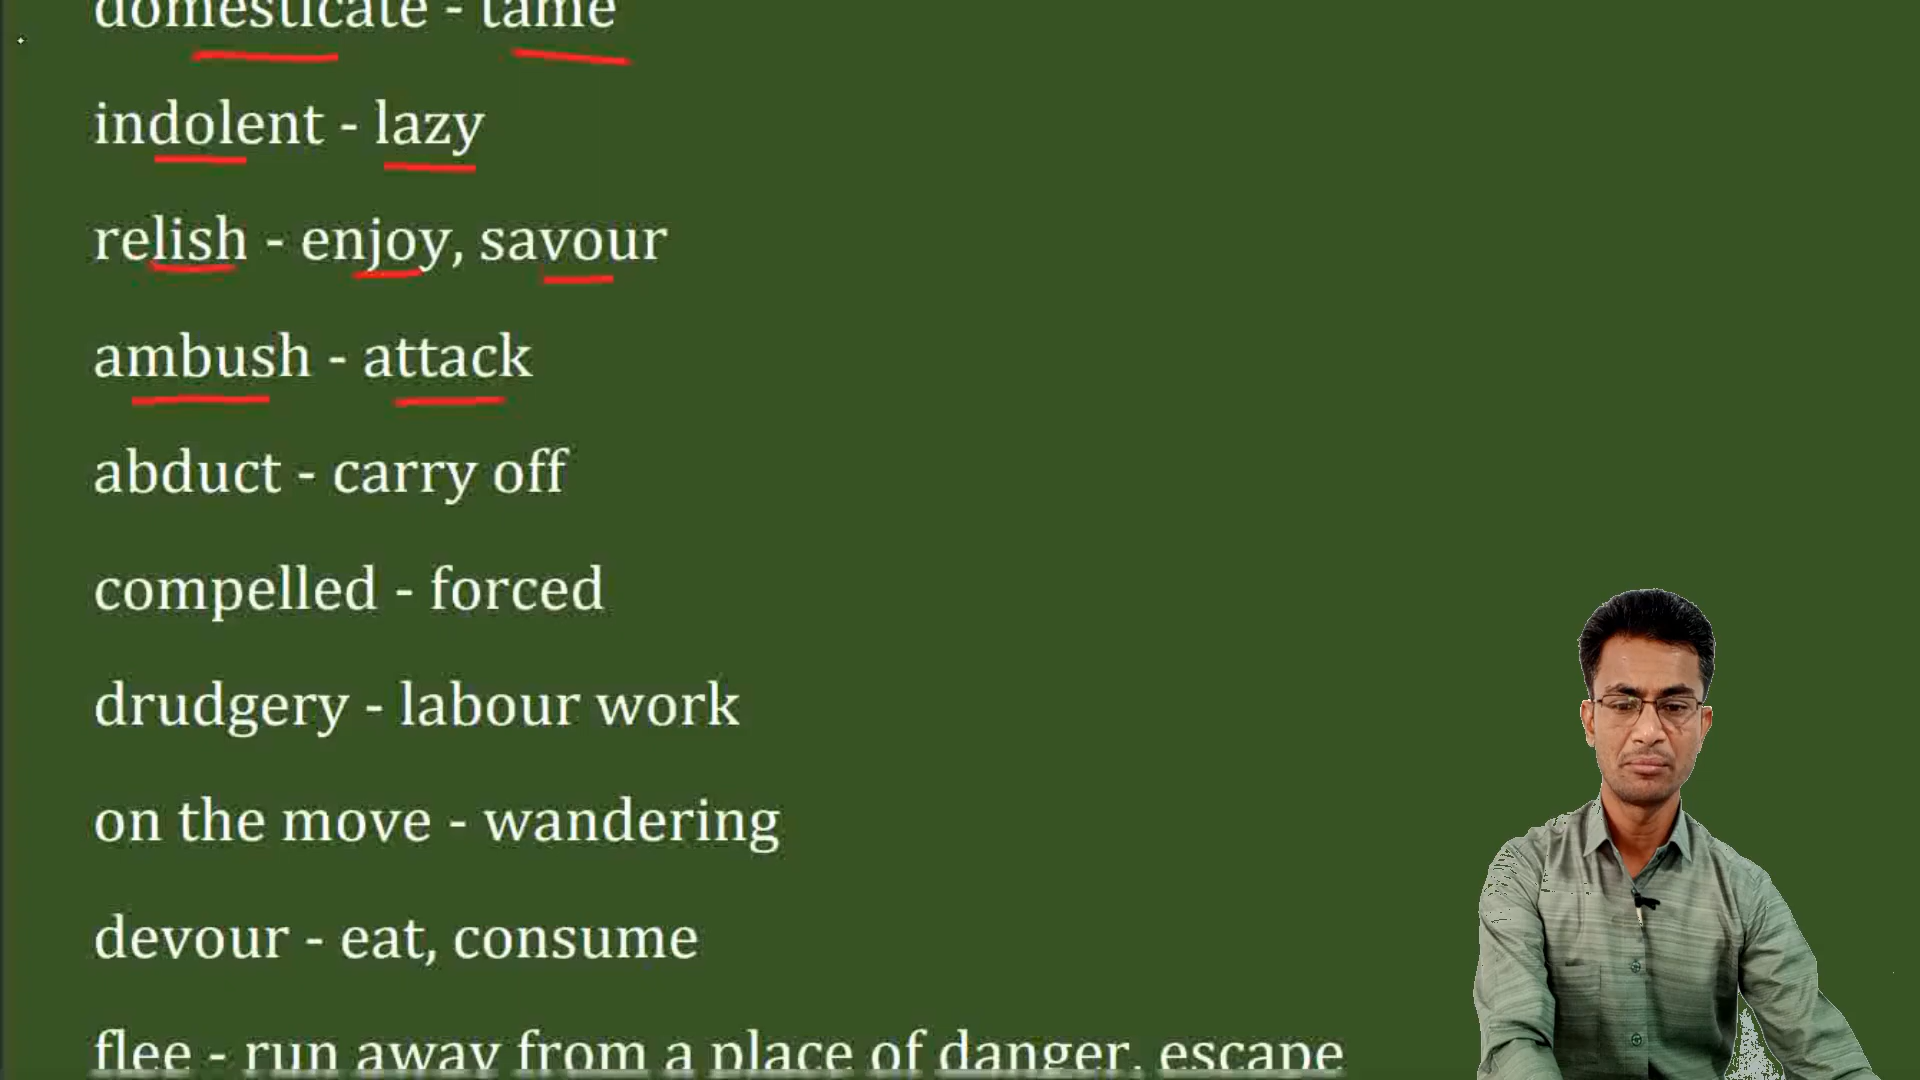 domesticate - tame
indolent - lazy
relish - enjoy, savour
ambush - attack
abduct - carry off
compelled - forced
drudgery - labour work
on the move - wandering
devour - eat, consume
flee - run away from a place of danger, escape